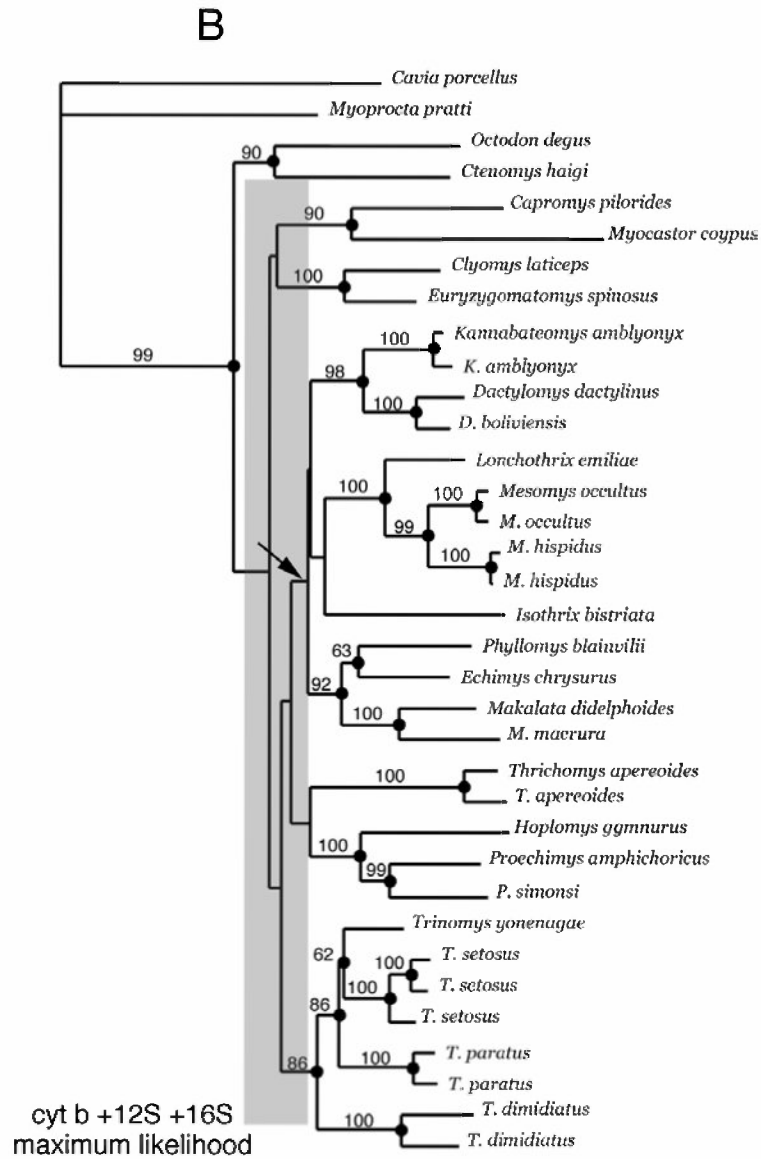 B
Cavia porcellus
Myoprocta pratti
90
Octodon degus
Ctenomys haigi
90
Capromys pilorides
Myocastor coypus
100
Clyomys laticeps
Euryzygomatomys spinosus
99
100
Kannabateomys amblyonyx
K. amblyonyx
98
100
Dactylomys dactylinus
D. boliviensis
Lonchothrix emiliae
100
100
Mesomys occultus
M. occultus
99
M. hispidus
100
M. hispidus
Isothrix bistriata
Phyllomys blainvilii
63
Echimys chrysurus
92
Makalata didelphoides
100
M. macrura
Thrichomys apereoides
100
T. apereoides
Hoplomys ggmnurus
100
Proechimys amphichoricus
99
P. simonsi
Trinomys yonenagae
62
T. setosus
100
T. setosus
100
T. setosus
86
T. paratus
100
T. paratus
86
T. dimidiatus
100
T. dimidiatus
cyt b +12S +16S
maximum likelihood